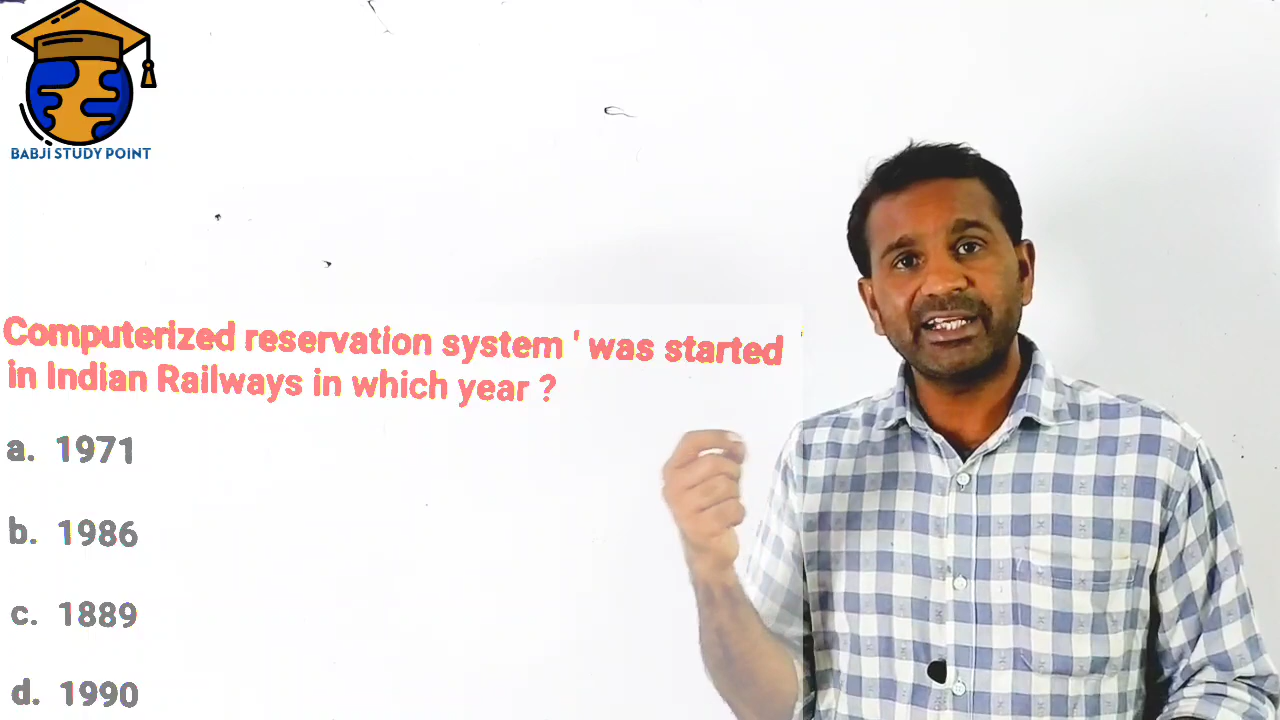 BABJI STUDY POINT
Computerized reservation system ' was started '
in Indian Railways in which year ?
a. 1971
b. 1986
c. 1889
d. 1990